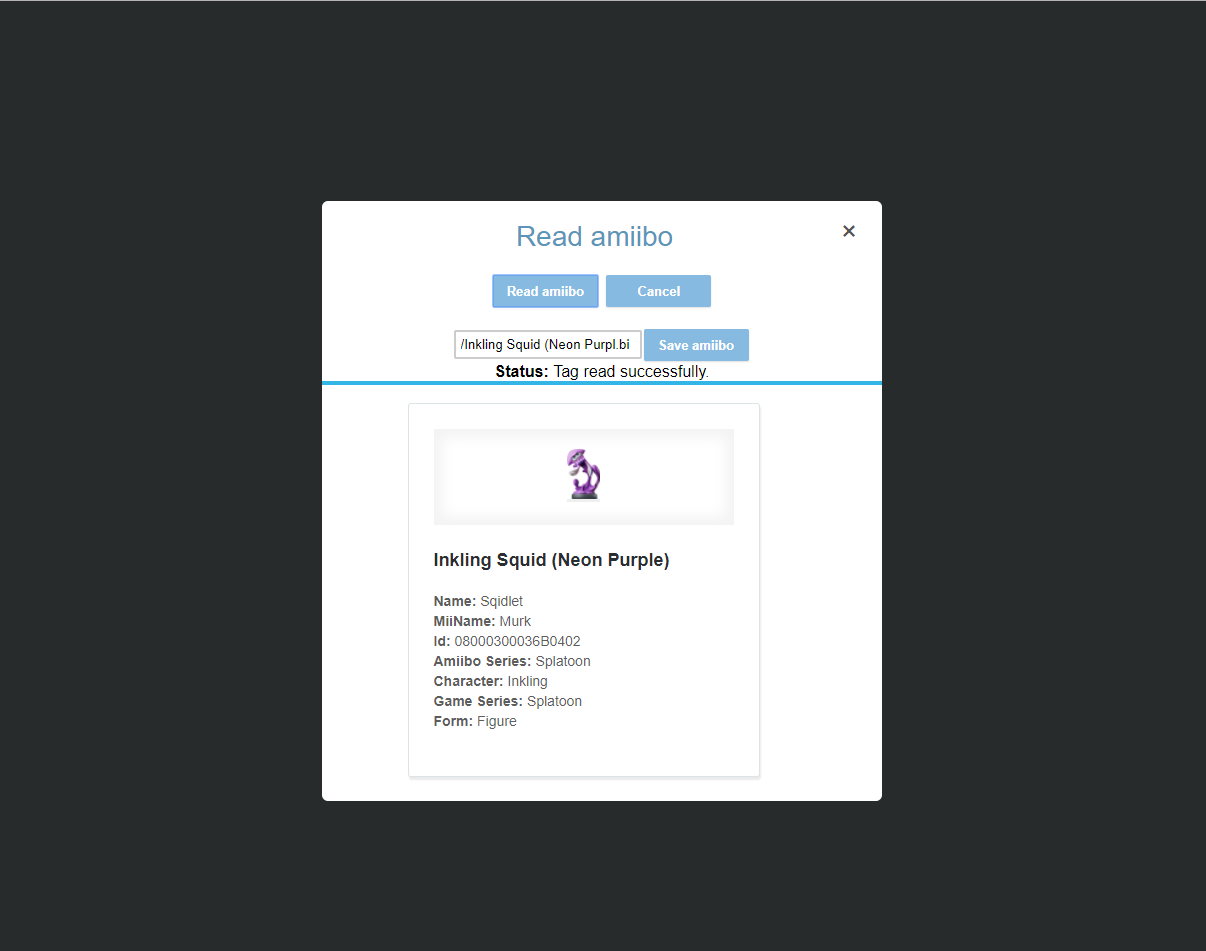 Read amiibo
×
Read amiibo Cancel
/Inkling Squid (Neon Purpl.bi Save amiibo
Status: Tag read successfully.
Inkling Squid (Neon Purple)
Name: Sqidlet
MiiName: Murk
Id: 08000300036B0402
Amiibo Series: Splatoon
Character: Inkling
Game Series: Splatoon
Form: Figure